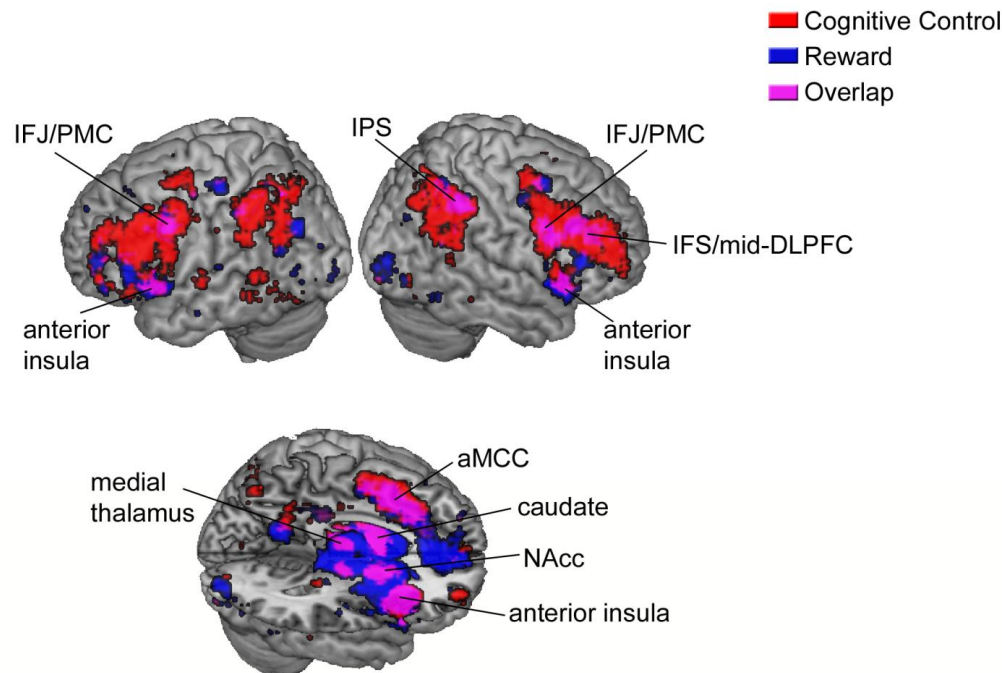 Cognitive Control
Reward
Overlap
IFJ/PMC
IPS
IFJ/PMC
IFS/mid-DLPFC
anterior
insula
anterior
insula
aMCC
medial
thalamus
caudate
NAcc
anterior insula